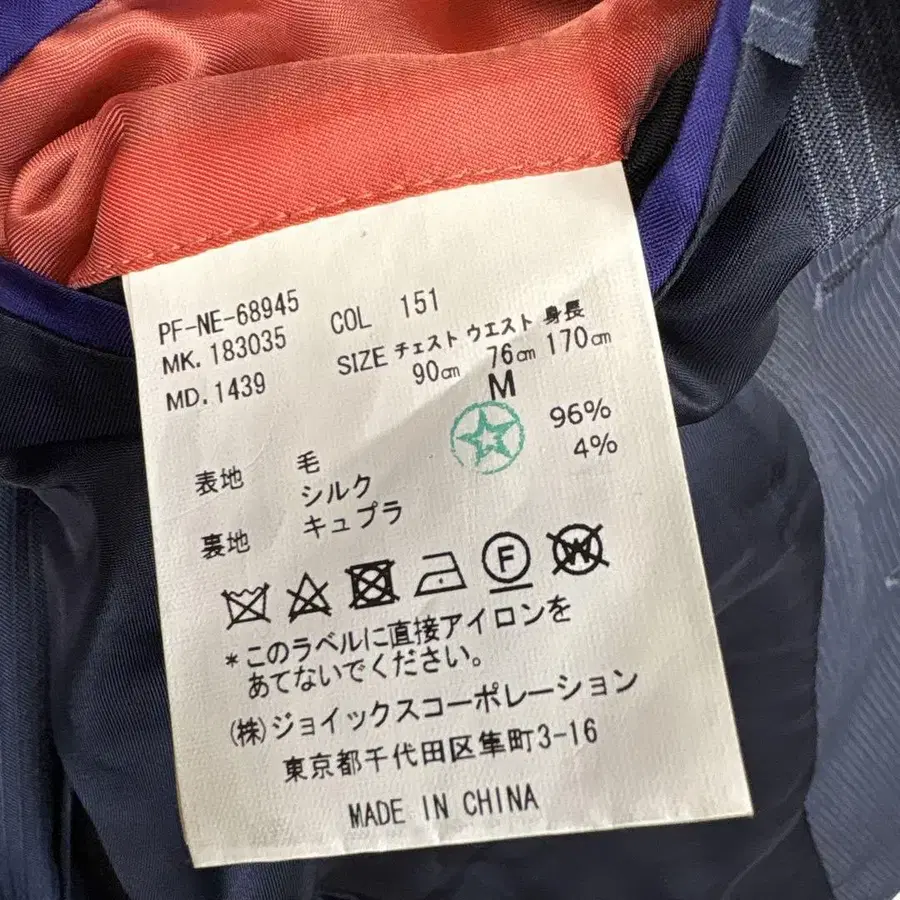 PF-NE-68945
MK. 183035
MD. 1439
COL 151
SIZE チェスト ウエスト 身長
90㎝ 76㎝ 170㎝
M
表地 毛 96%
シルク 4%
裏地 キュプラ
F
W
*このラベルに直接アイロンを
あてないでください。
(株)ジョイックスコーポレーション
東京都千代田区隼町3-16
MADE IN CHINA